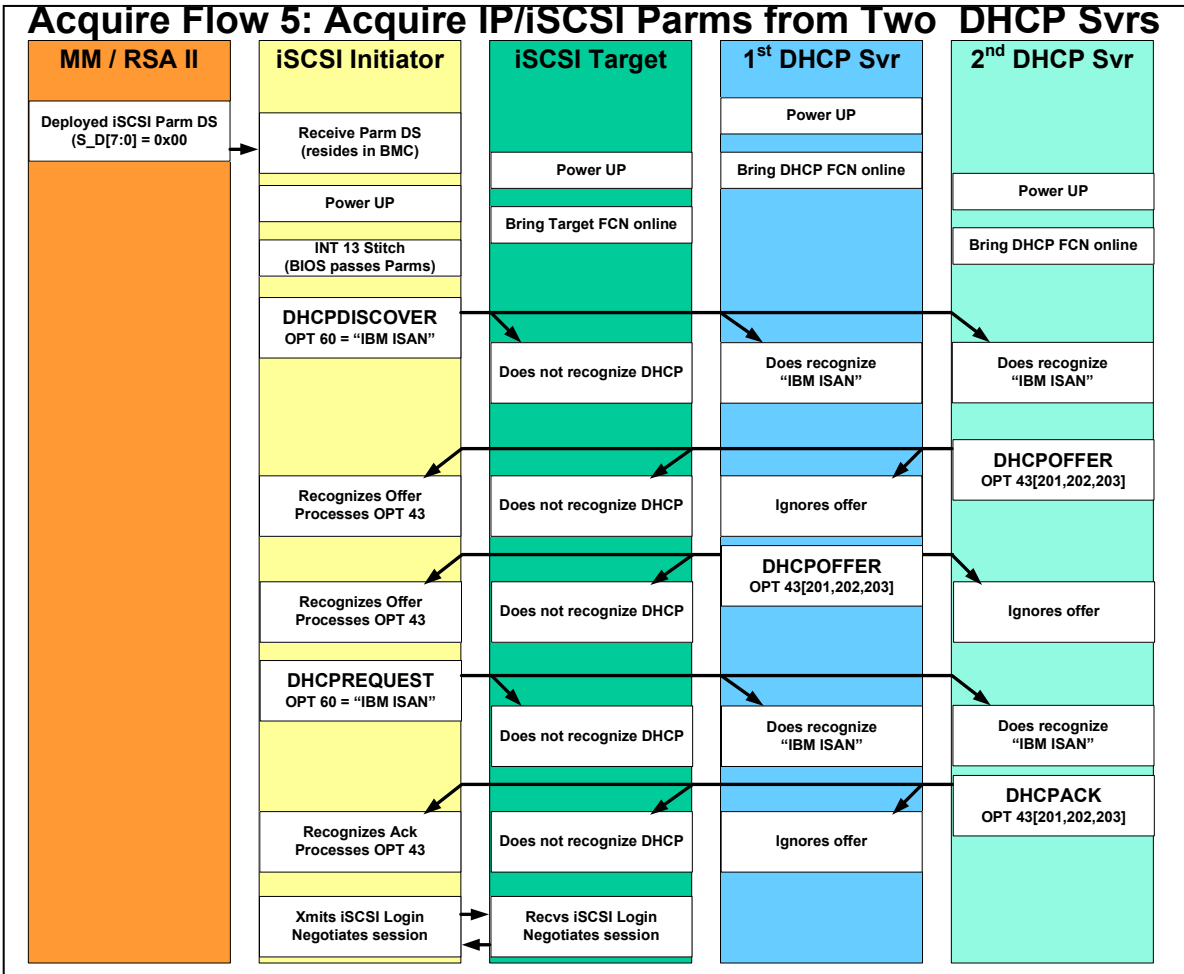 Acquire Flow 5: Acquire IP/iSCSI Parms from Two DHCP Svrs
MM / RSA II
iSCSI Initiator
iSCSI Target
1st DHCP Svr
2nd DHCP Svr
Deployed iSCSI Parm DS
(S_D[7:0] = 0x00
Receive Parm DS
(resides in BMC)
Power UP
Power UP
Bring DHCP FCN online
Power UP
Power UP
Bring Target FCN online
Bring DHCP FCN online
INT 13 Stitch
(BIOS passes Parms)
DHCPDISCOVER
OPT 60 = “IBM ISAN”
Does not recognize DHCP
Does recognize
“IBM ISAN”
Does recognize
“IBM ISAN”
DHCPOFFER
OPT 43[201,202,203]
Recognizes Offer
Processes OPT 43
Does not recognize DHCP
Ignores offer
DHCPOFFER
OPT 43[201,202,203]
Recognizes Offer
Processes OPT 43
Does not recognize DHCP
Ignores offer
DHCPREQUEST
OPT 60 = “IBM ISAN”
Does not recognize DHCP
Does recognize
“IBM ISAN”
Does recognize
“IBM ISAN”
DHCPACK
OPT 43[201,202,203]
Recognizes Ack
Processes OPT 43
Does not recognize DHCP
Ignores offer
Xmits iSCSI Login
Negotiates session
Recvs iSCSI Login
Negotiates session